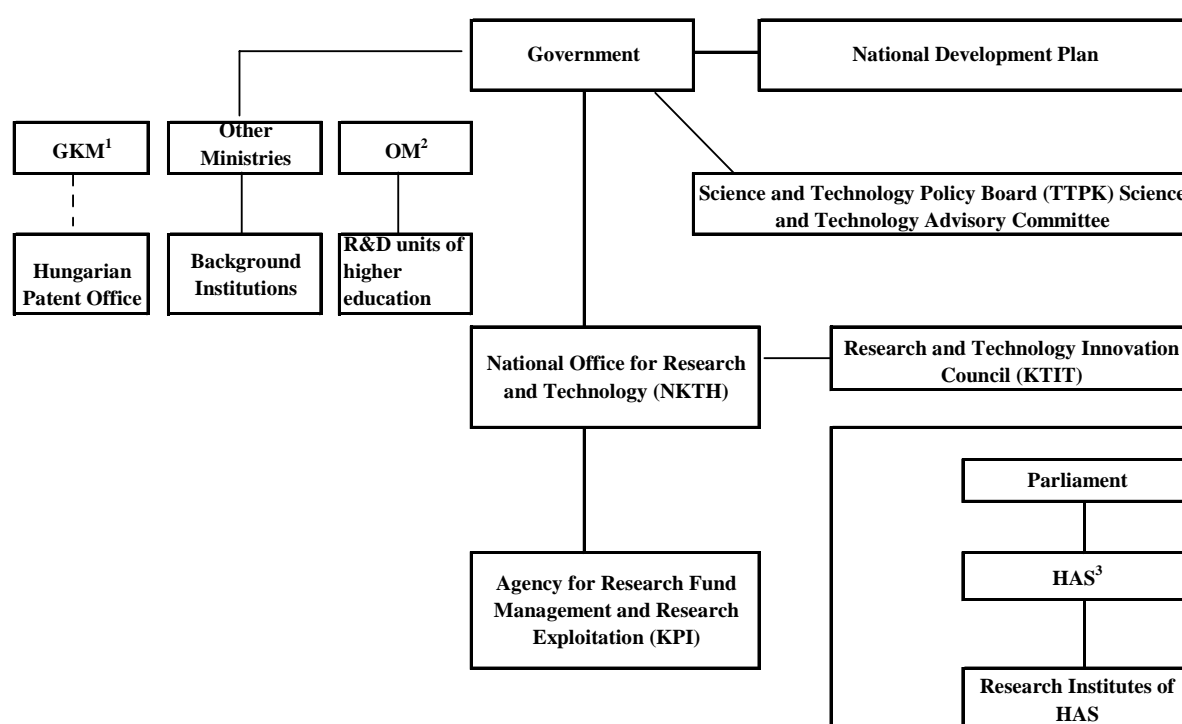 Government
National Development Plan
GKM1
Other
Ministries
OM2
Science and Technology Policy Board (TTPK) Science
and Technology Advisory Committee
Hungarian
Patent Office
Background
Institutions
R&D units of
higher
education
National Office for Research
and Technology (NKTH)
Research and Technology Innovation
Council (KTIT)
Parliament
HAS3
Agency for Research Fund
Management and Research
Exploitation (KPI)
Research Institutes of
HAS